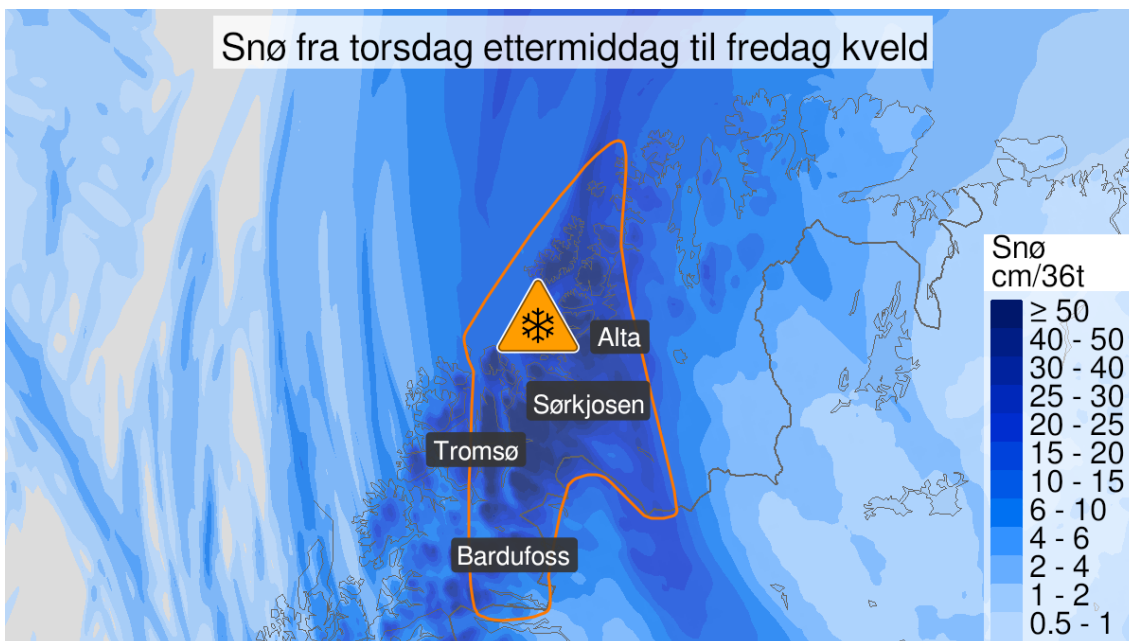 Snø fra torsdag ettermiddag til fredag kveld
Alta
Sørkjosen
Tromsø
Bardufoss
Snø
cm/36t
≥ 50
40 - 50
30 - 40
25 - 30
20 - 25
15 - 20
10 - 15
6 - 10
4 - 6
2 - 4
1 - 2
0.5 - 1